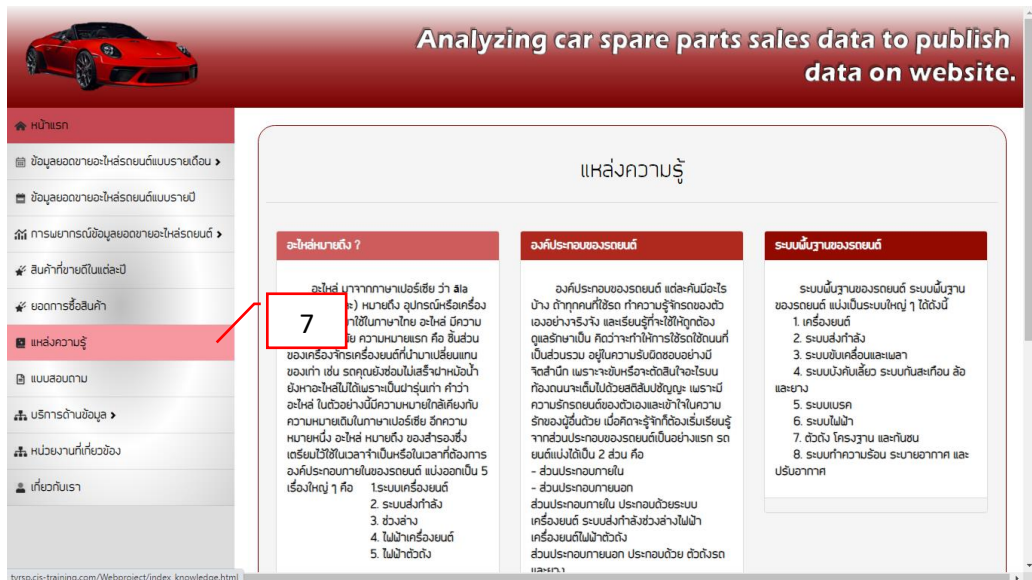 Analyzing car spare parts sales data to publish
data on website.
หน้าแรก
ข้อมูลยอดขายอะไหล่รถยนต์แบบรายเดือน
ข้อมูลยอดขายอะไหล่รถยนต์แบบรายปี
การพยากรณ์ข้อมูลยอดขายอะไหล่รถยนต์
สินค้าที่ขายดีในแต่ละปี
ยอดการซื้อสินค้า
แหล่งความรู้
แบบสอบถาม
บริการด้านข้อมูล
หน่วยงานที่เกี่ยวข้อง
เกี่ยวกับเรา
7
แหล่งความรู้
อะไหล่หมายถึง ?
อะไหล่ มาจากภาษาเปอร์เซีย ว่า
) หมายถึง อุปกรณ์หรือเครื่อง
าใช้ในภาษาไทย อะไหล่ มีความ
ความหมายแรก คือ ชิ้นส่วน
ของเครื่องจักรเครื่องยนต์ที่นำมาเปลี่ยนแทน
ของเก่า เช่น รถคุณยังซ่อมไม่เสร็จฝาหม้อน้ำ
ยังหาอะไหล่ไม่ได้เพราะเป็นฝารุ่นเก่า คำว่า
อะไหล่ ในตัวอย่างนี้มีความหมายใกล้เคียงกับ
ความหมายเดิมในภาษาเปอร์เซีย อีกความ
หมายหนึ่ง อะไหล่ หมายถึง ของสำรองซึ่ง
เตรียมไว้ใช้ในเวลาจำเป็นหรือในเวลาที่ต้องการ
องค์ประกอบภายในของรถยนต์ แบ่งออกเป็น 5
เรื่องใหญ่ ๆ คือ 1.ระบบเครื่องยนต์
2. ระบบส่งกำลัง
3. ช่วงล่าง
4. ไฟฟ้าเครื่องยนต์
5. ไฟฟ้าตัวถัง
องค์ประกอบของรถยนต์
องค์ประกอบของรถยนต์ แต่ละคันมีอะไร
บ้าง ถ้าทุกคนที่ใช้รถ ทำความรู้จักรถของตัว
เองอย่างจริงจัง และเรียนรู้ที่จะใช้ให้ถูกต้อง
ดูแลรักษาเป็น คิดว่าจะทำให้การใช้รถใช้ถนนที่
เป็นส่วนรวม อยู่ในความรับผิดชอบอย่างมี
จิตสำนึก เพราะจะขับหรือจะตัดสินใจอะไรบน
ท้องถนนจะเต็มไปด้วยสติสัมปชัญญะ เพราะมี
ความรักรถยนต์ของตัวเองและเข้าใจในความ
รักของผู้อื่นด้วย เมื่อคิดจะรู้จักก็ต้องเริ่มเรียนรู้
จากส่วนประกอบของรถยนต์เป็นอย่างแรก รถ
ยนต์แบ่งได้เป็น 2 ส่วน คือ
- ส่วนประกอบภายใน
- ส่วนประกอบภายนอก
ส่วนประกอบภายใน ประกอบด้วยระบบ
เครื่องยนต์ ระบบส่งกำลังช่วงล่างไฟฟ้า
เครื่องยนต์ไฟฟ้าตัวถัง
ส่วนประกอบภายนอก ประกอบด้วย ตัวถังรถ
และยาง
ระบบพื้นฐานของรถยนต์
ระบบพื้นฐานของรถยนต์ ระบบพื้นฐาน
ของรถยนต์ แบ่งเป็นระบบใหญ่ ๆ ได้ดังนี้
1. เครื่องยนต์
2. ระบบส่งกำลัง
3. ระบบขับเคลื่อนและเพลา
4. ระบบบังคับเลี้ยว ระบบกันสะเทือน ล้อ
และยาง
5. ระบบเบรค
6. ระบบไฟฟ้า
7. ตัวถัง โครงฐาน และกันชน
8. ระบบทำความร้อน ระบายอากาศ และ
ปรับอากาศ
tyrsp.cis-training.com/Webproject/index_knowledge.html